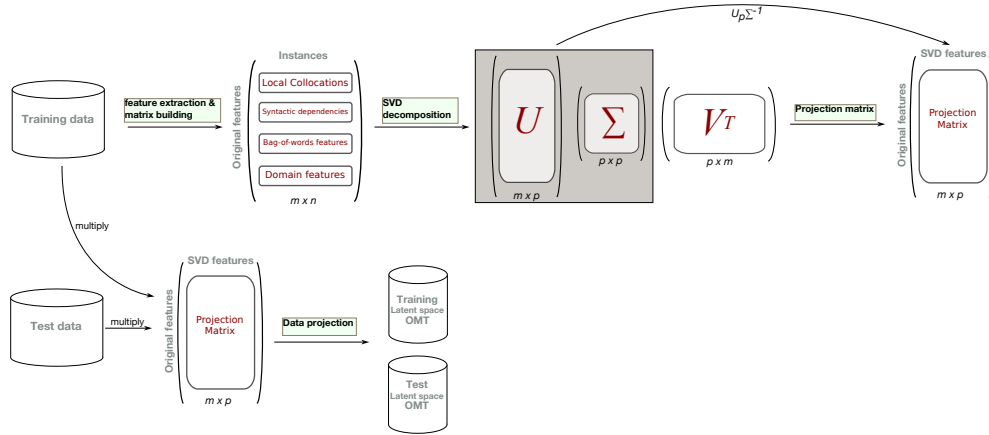 U_pΣ^-1
Instances
SVD features
Training data
feature extraction &
matrix building
Original features
Local Collocations
Syntactic dependencies
Bag-of-words features
Domain features
m x n
SVD
decomposition
U
m x p
Σ
p x p
V^T
p x m
Projection matrix
Original features
Projection
Matrix
m x p
multiply
SVD features
Test data
multiply
Original features
Projection
Matrix
m x p
Data projection
Training
Latent space
OMT
Test
Latent space
OMT